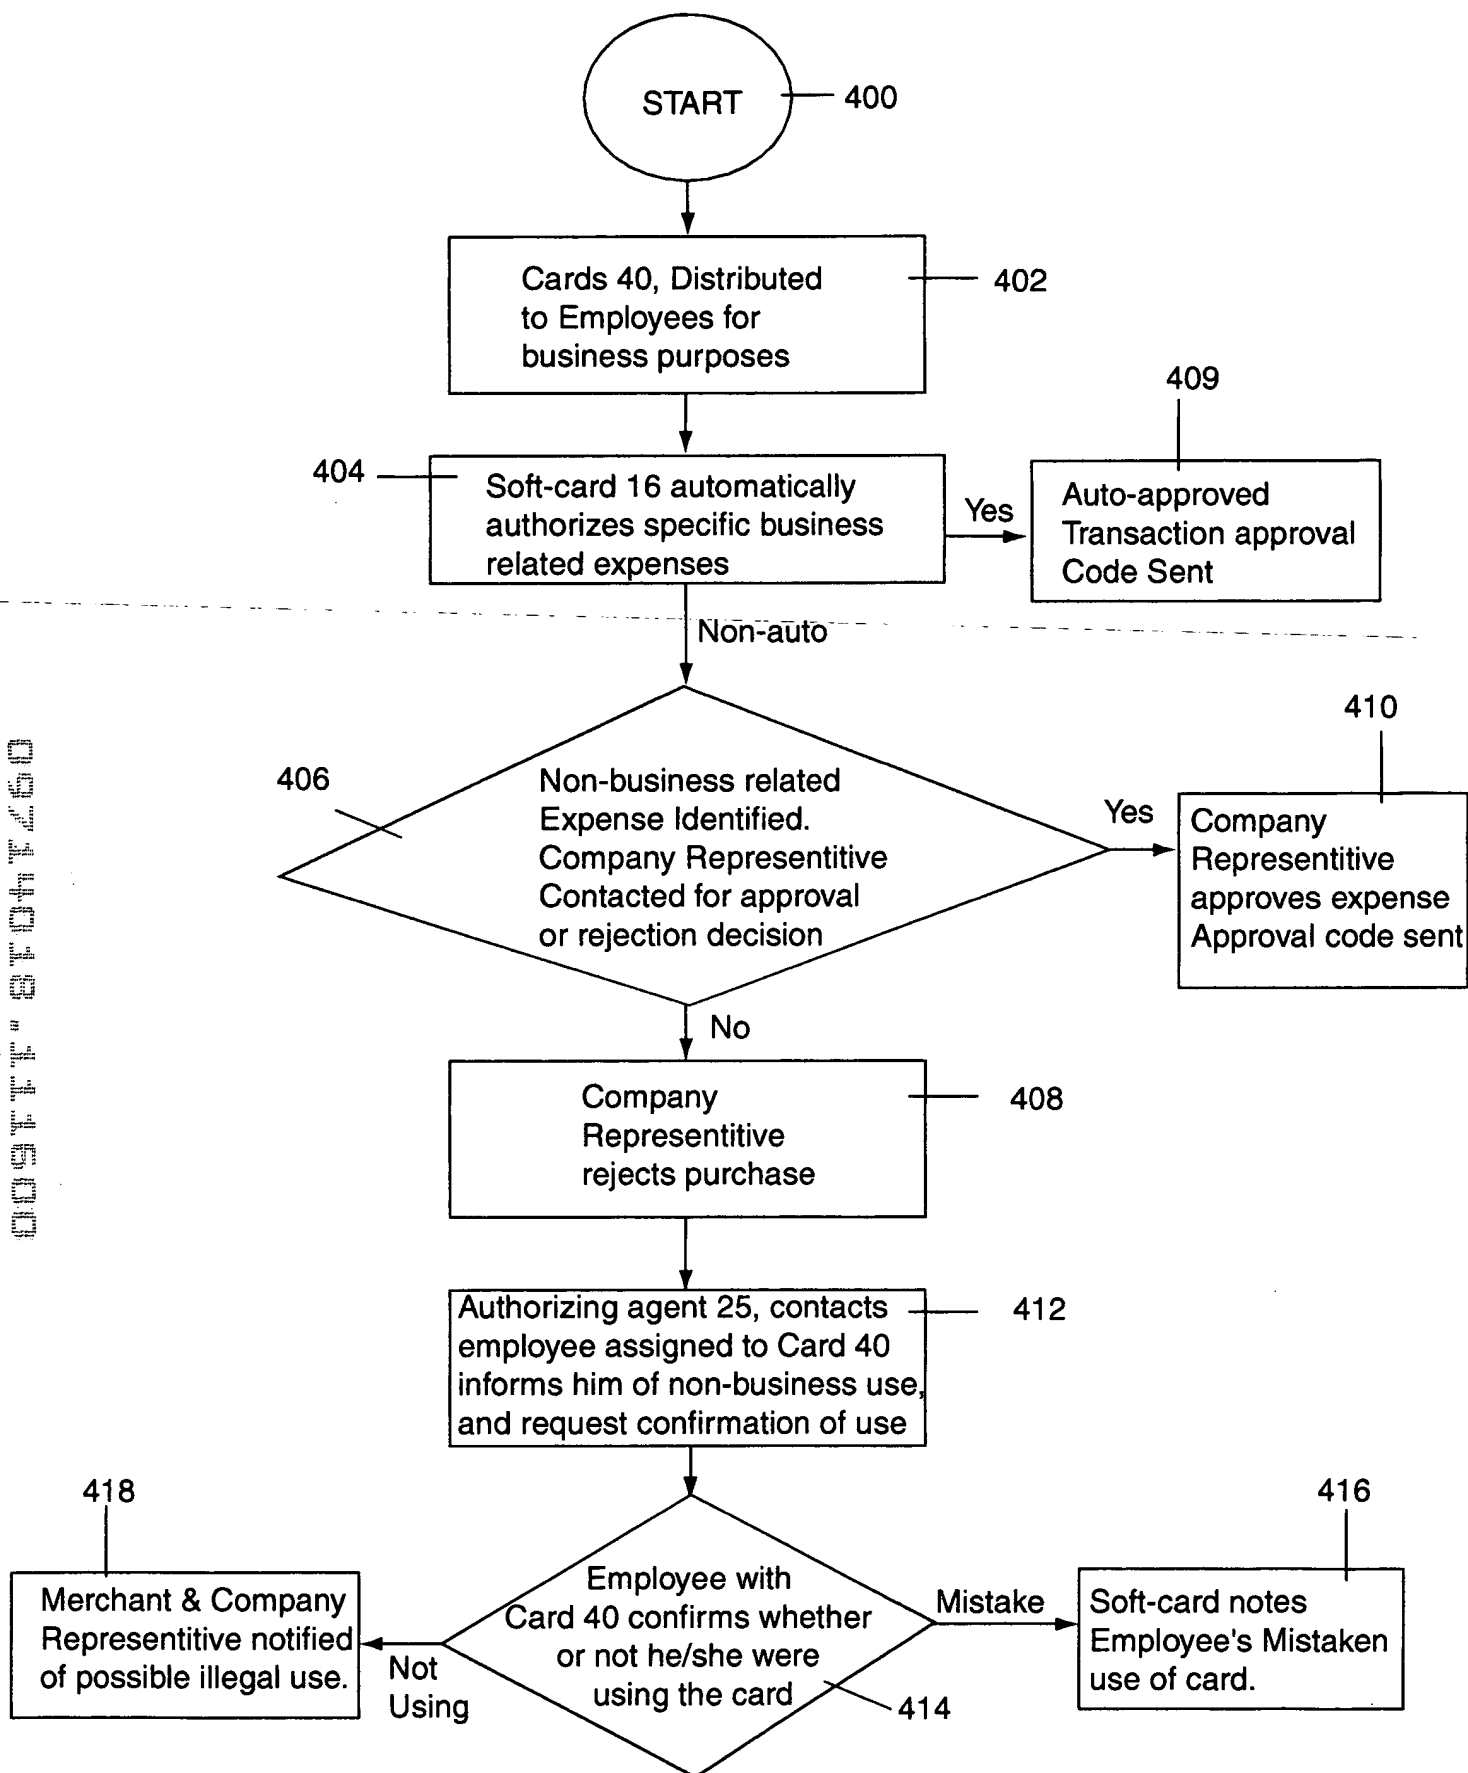 START
400
Cards 40, Distributed
to Employees for
business purposes
402
409
404
Soft-card 16 automatically
authorizes specific business
related expenses
Yes
Auto-approved
Transaction approval
Code Sent
Non-auto
410
406
Non-business related
Expense Identified.
Company Representitive
Contacted for approval
or rejection decision
Yes
Company
Representitive
approves expense
Approval code sent
No
Company
Representitive
rejects purchase
408
Authorizing agent 25, contacts
employee assigned to Card 40
informs him of non-business use,
and request confirmation of use
412
418
416
Merchant & Company
Representitive notified
of possible illegal use.
Not
Using
Employee with
Card 40 confirms whether
or not he/she were
using the card
414
Mistake
Soft-card notes
Employee's Mistaken
use of card.
09714018.111600